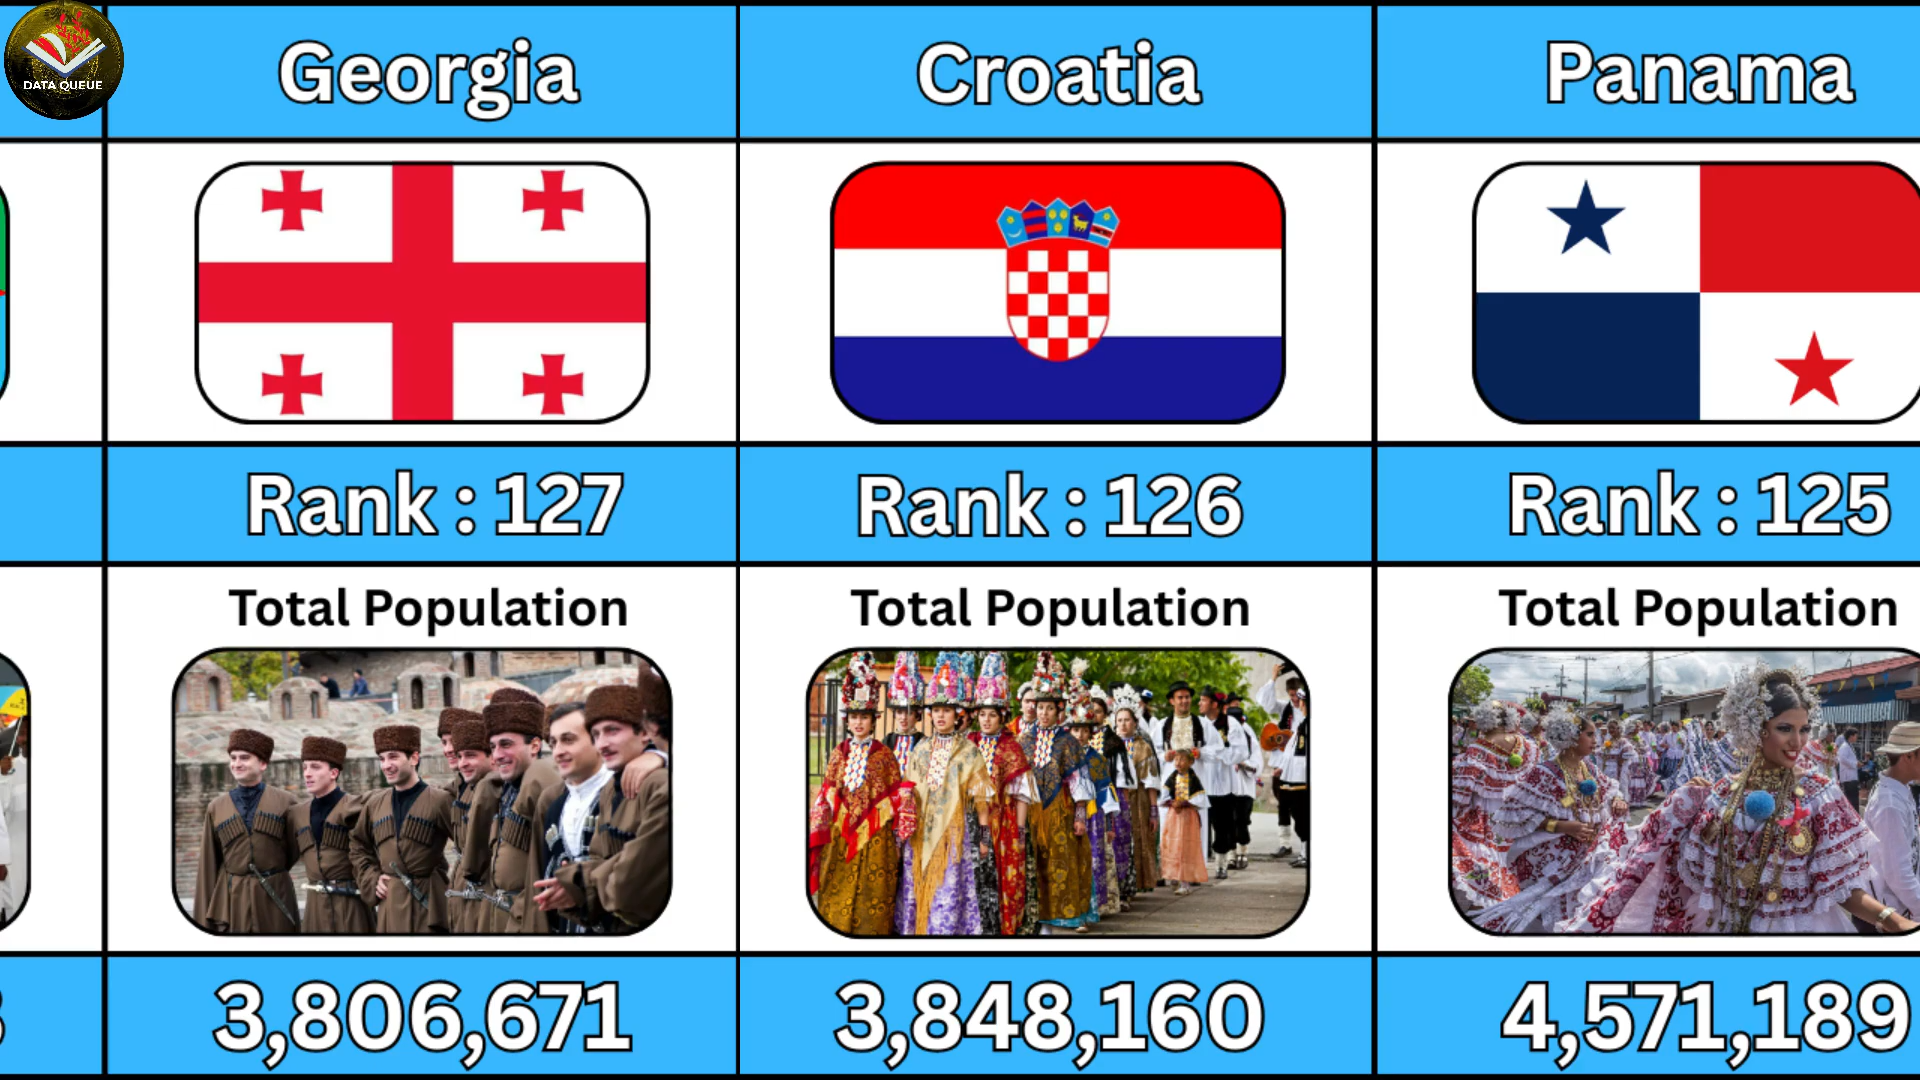 DATA QUEUE
Georgia
Croatia
Panama
Rank : 127
Rank : 126
Rank : 125
Total Population
Total Population
Total Population
3,806,671
3,848,160
4,571,189